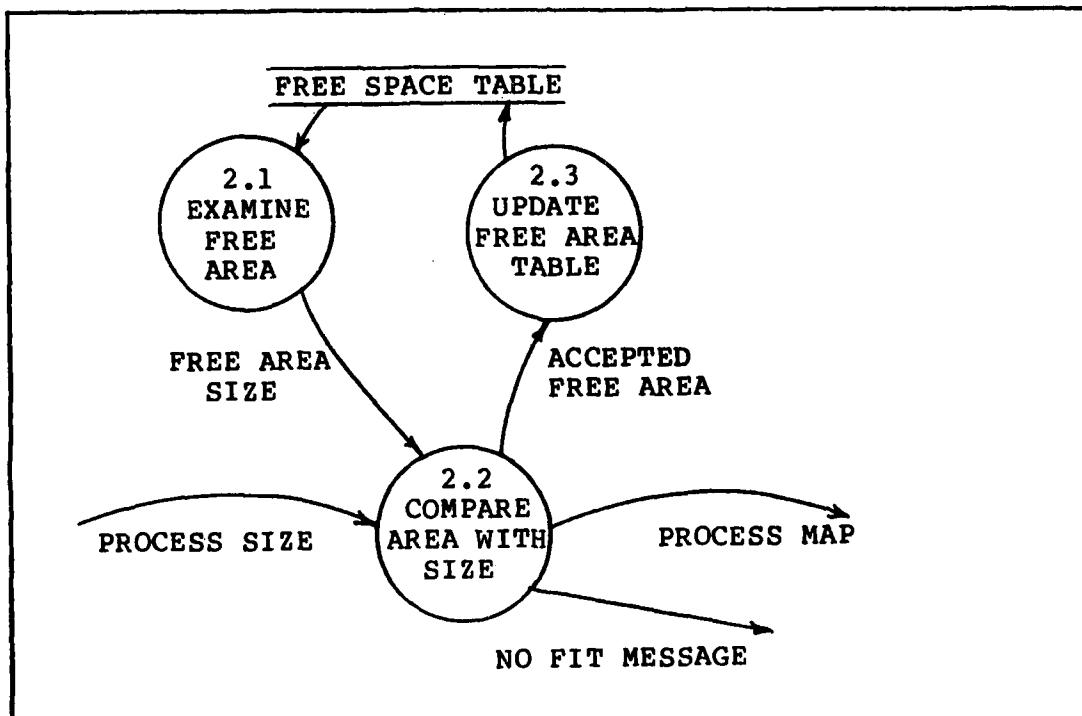 FREE SPACE TABLE
2.1
EXAMINE
FREE
AREA
2.3
UPDATE
FREE AREA
TABLE
FREE AREA
SIZE
ACCEPTED
FREE AREA
2.2
COMPARE
AREA WITH
SIZE
PROCESS SIZE
PROCESS MAP
NO FIT MESSAGE